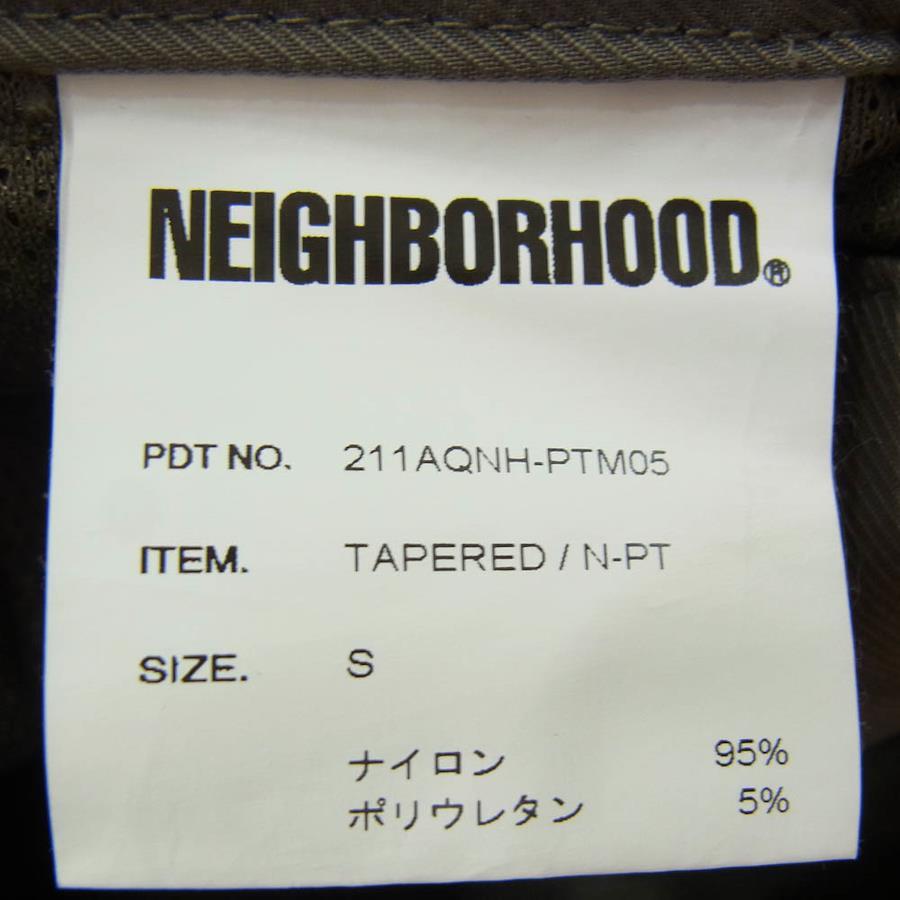 NEIGHBORHOOD®
PDT NO. 211AQNH-PTM05
ITEM. TAPERED / N-PT
SIZE. S
ナイロン 95%
ポリウレタン 5%